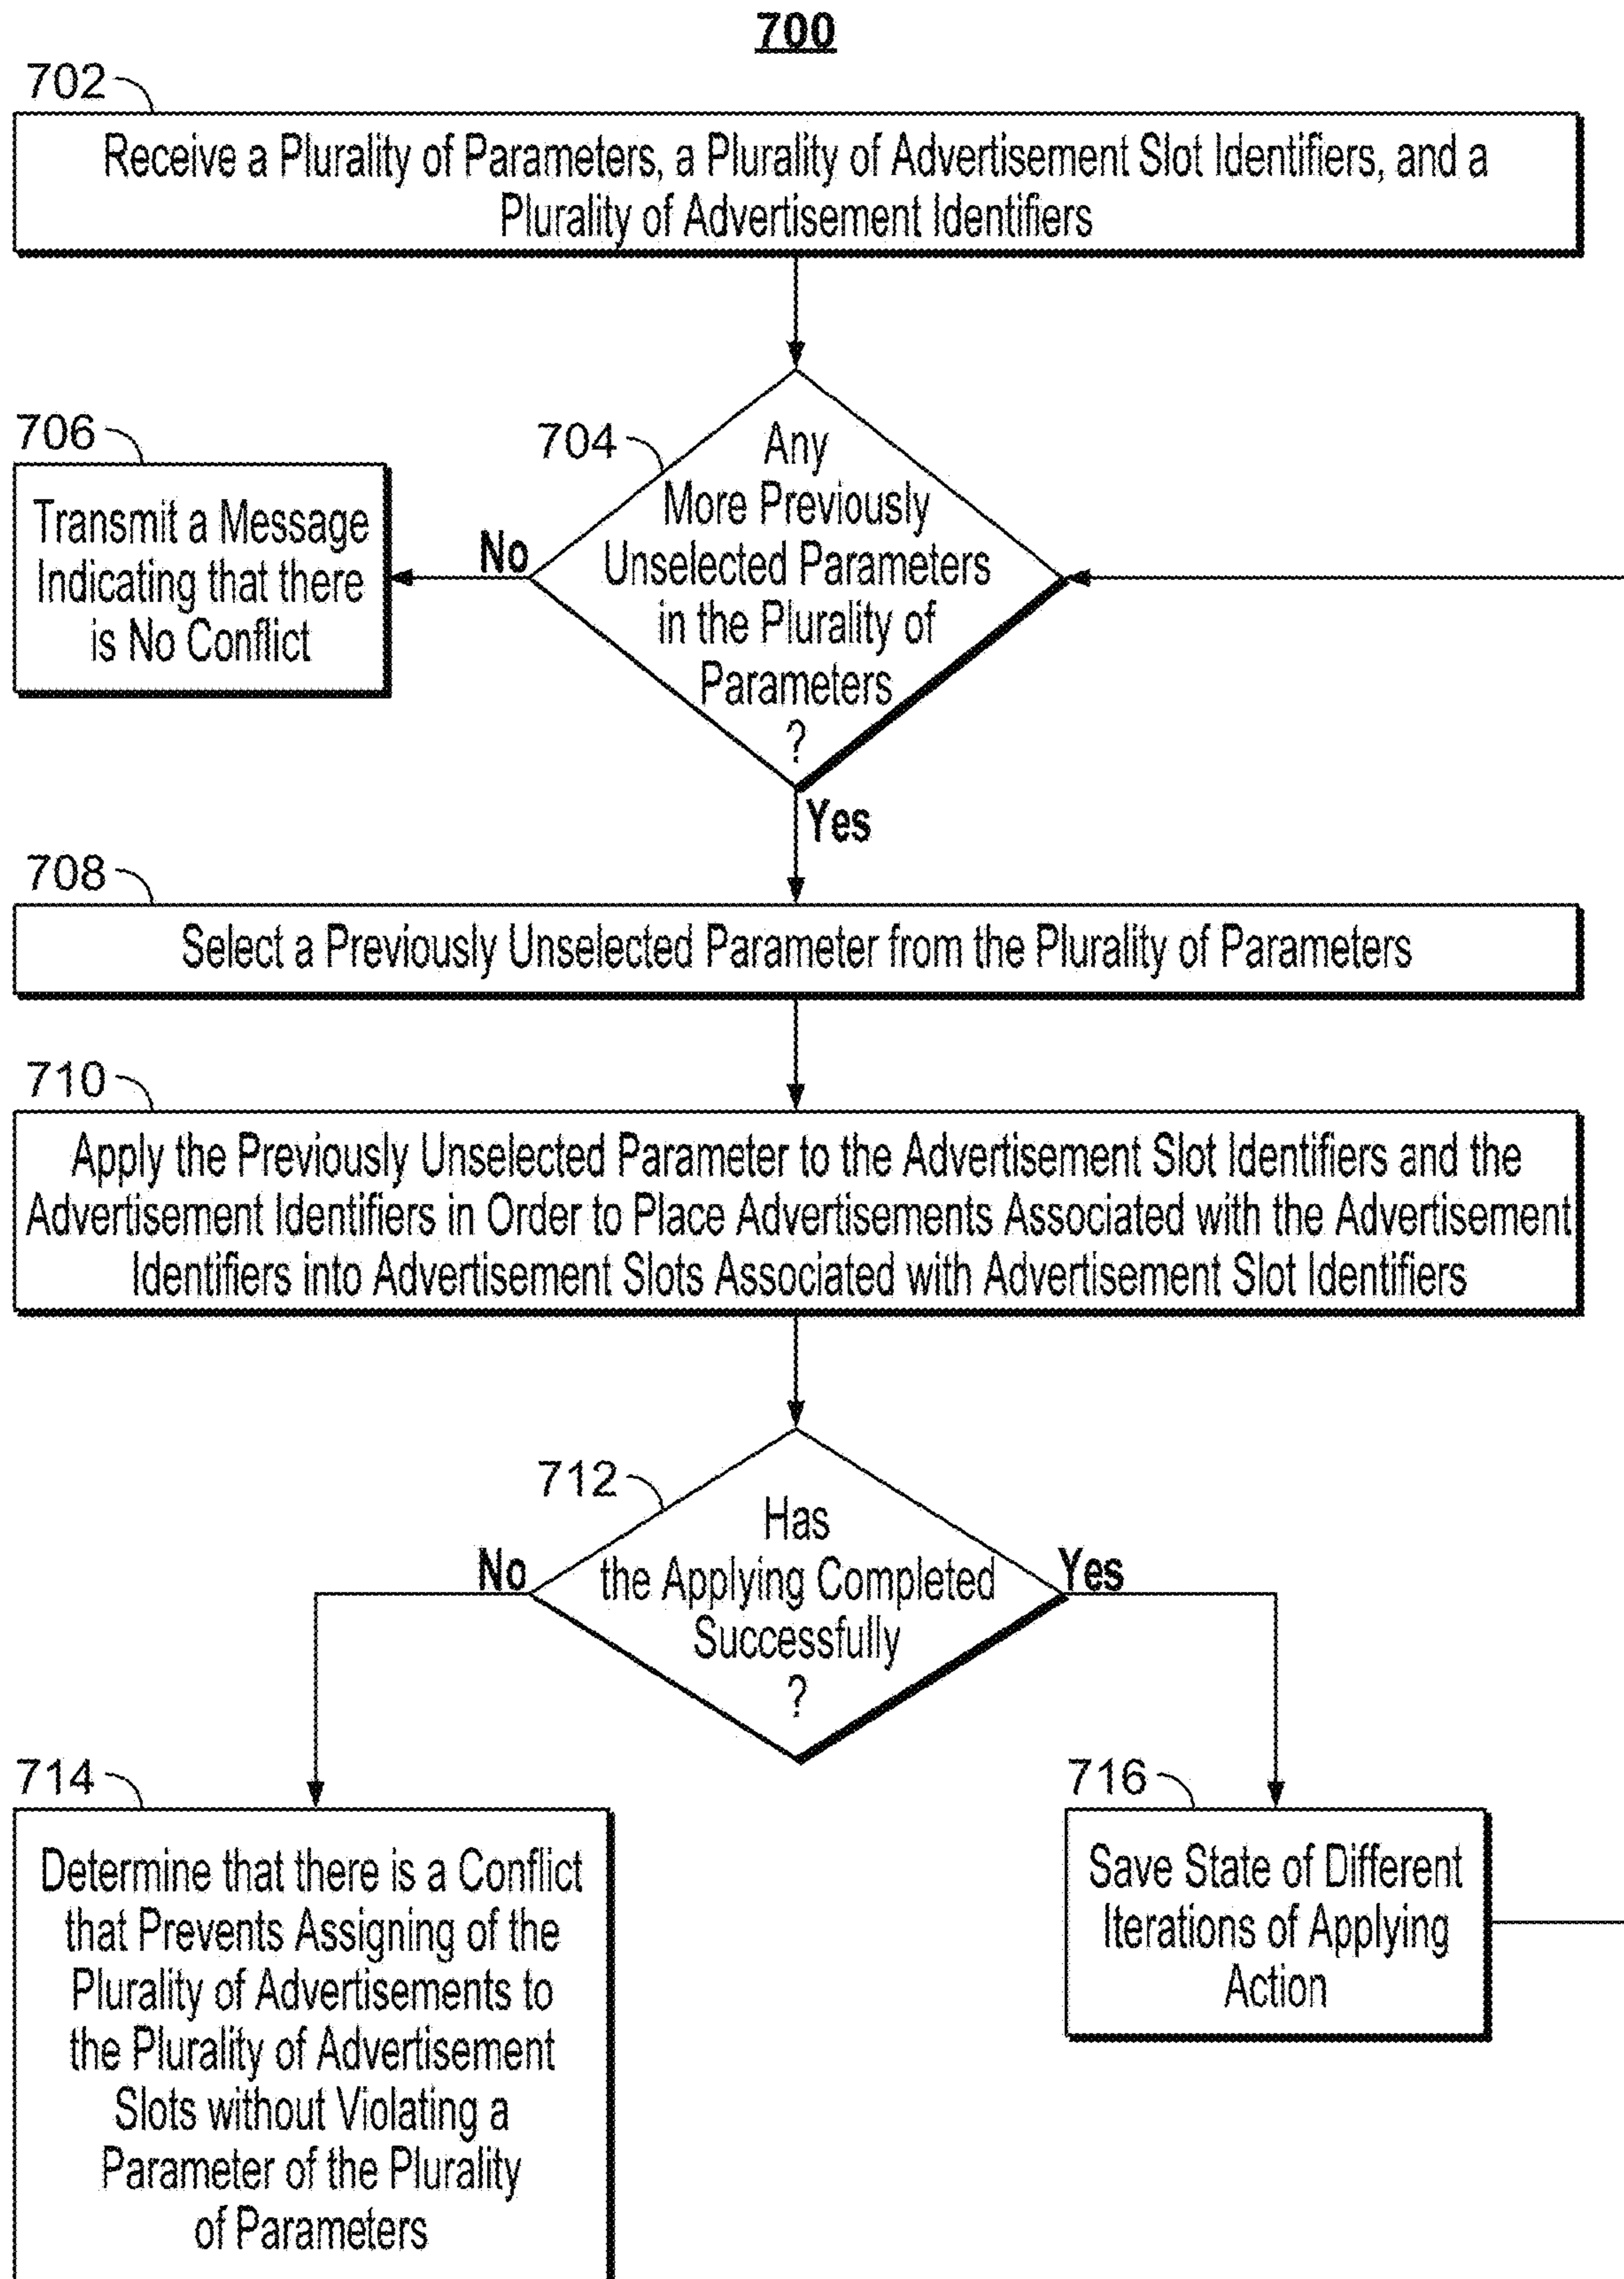 700
702
Receive a Plurality of Parameters, a Plurality of Advertisement Slot Identifiers, and a
Plurality of Advertisement Identifiers
704
Any
More Previously
Unselected Parameters
in the Plurality of
Parameters
?
No
706
Transmit a Message
Indicating that there
is No Conflict
Yes
708
Select a Previously Unselected Parameter from the Plurality of Parameters
710
Apply the Previously Unselected Parameter to the Advertisement Slot Identifiers and the
Advertisement Identifiers in Order to Place Advertisements Associated with the Advertisement
Identifiers into Advertisement Slots Associated with Advertisement Slot Identifiers
712
Has
the Applying Completed
Successfully
?
No
Yes
714
Determine that there is a Conflict
that Prevents Assigning of the
Plurality of Advertisements to
the Plurality of Advertisement
Slots without Violating a
Parameter of the Plurality
of Parameters
716
Save State of Different
Iterations of Applying
Action